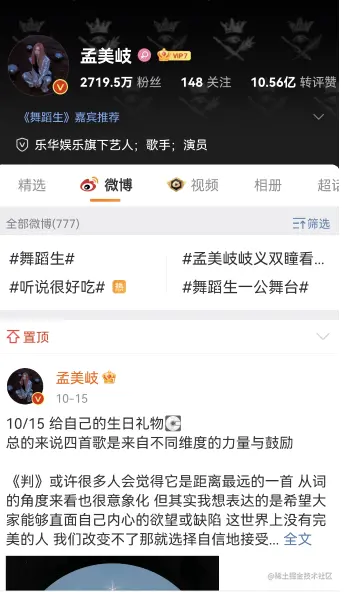 孟美岐 VIP7
2719.5万 粉丝 148 关注 10.56亿 转评赞
《舞蹈生》嘉宾推荐
乐华娱乐旗下艺人；歌手；演员
精选 微博 视频 相册 超话
全部微博(777) 筛选
#舞蹈生# #孟美岐岐义双瞳看...
#听说很好吃# 热 #舞蹈生一公舞台#
置顶
孟美岐
10-15
10/15 给自己的生日礼物💽
总的来说四首歌是来自不同维度的力量与鼓励
《判》或许很多人会觉得它是距离最远的一首 从词
的角度来看也很意象化 但其实我想表达的是希望大
家能够直面自己内心的欲望或缺陷 这世界上没有完
美的人 我们改变不了那就选择自信地接受... 全文
@稀土掘金技术社区